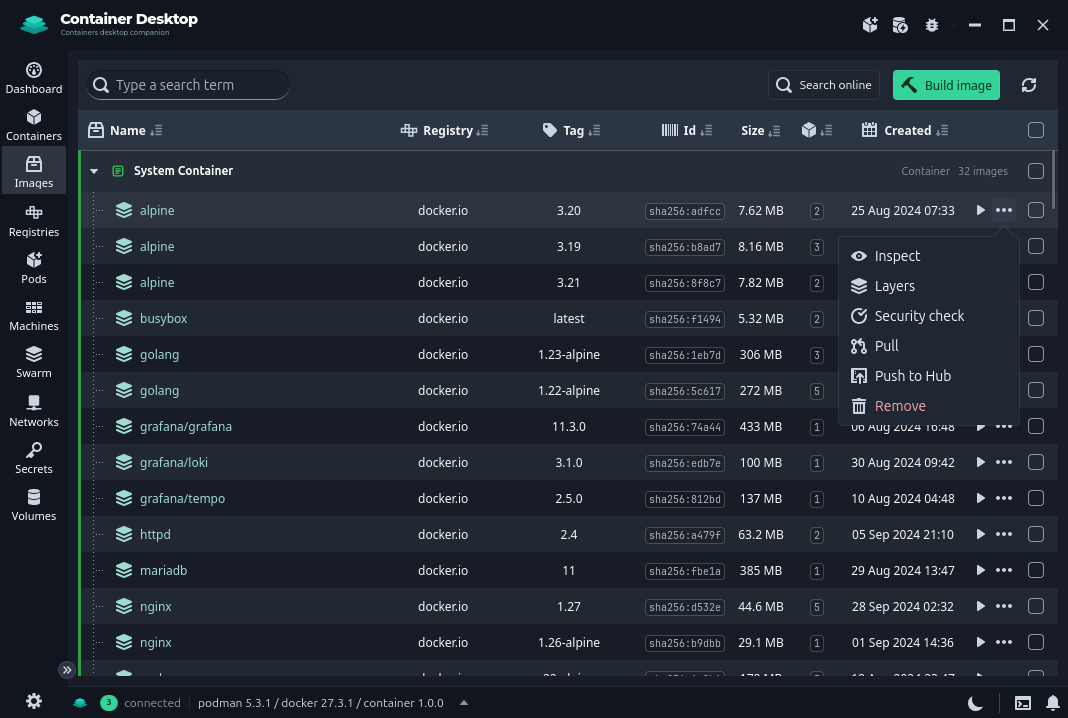 Container Desktop
Containers desktop companion
Dashboard
Containers
Images
Registries
Pods
Machines
Swarm
Networks
Secrets
Volumes
Type a search term
Search online
Build image
Name Registry Tag Id Size Created
System Container Container 32 images
alpine docker.io 3.20 sha256:adfcc 7.62 MB 2 25 Aug 2024 07:33
alpine docker.io 3.19 sha256:b8ad7 8.16 MB 3
alpine docker.io 3.21 sha256:8f8c7 7.82 MB 2
busybox docker.io latest sha256:f1494 5.32 MB 2
golang docker.io 1.23-alpine sha256:1eb7d 306 MB 3
golang docker.io 1.22-alpine sha256:5c617 272 MB 5
grafana/grafana docker.io 11.3.0 sha256:74a44 433 MB 1 06 Aug 2024 16:48
grafana/loki docker.io 3.1.0 sha256:edb7e 100 MB 1 30 Aug 2024 09:42
grafana/tempo docker.io 2.5.0 sha256:812bd 137 MB 1 10 Aug 2024 04:48
httpd docker.io 2.4 sha256:a479f 63.2 MB 2 05 Sep 2024 21:10
mariadb docker.io 11 sha256:fbe1a 385 MB 1 29 Aug 2024 13:47
nginx docker.io 1.27 sha256:d532e 44.6 MB 5 28 Sep 2024 02:32
nginx docker.io 1.26-alpine sha256:b9dbb 29.1 MB 1 01 Sep 2024 14:36
Inspect
Layers
Security check
Pull
Push to Hub
Remove
3 connected podman 5.3.1 / docker 27.3.1 / container 1.0.0